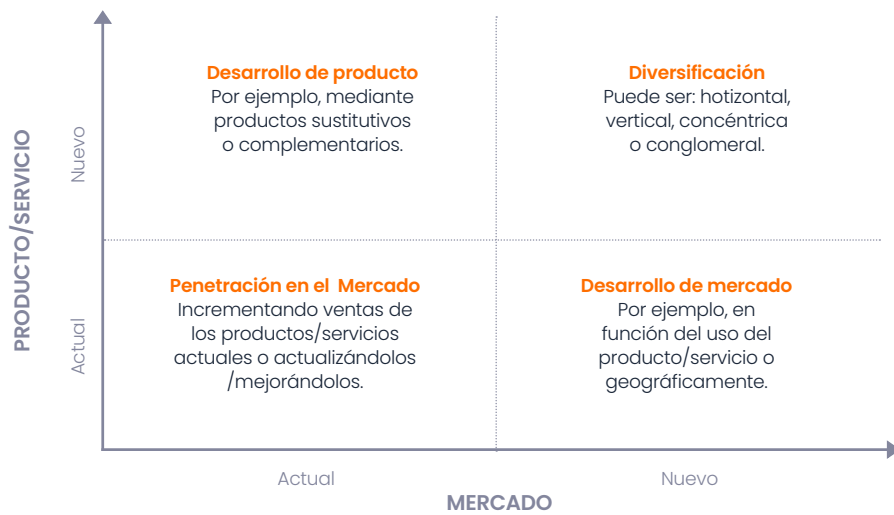 Desarrollo de producto
Por ejemplo, mediante
productos sustitutivos
o complementarios.
Diversificación
Puede ser: hotizontal,
vertical, concéntrica
o conglomeral.
PRODUCTO/SERVICIO
Nuevo
Actual
Penetración en el Mercado
Incrementando ventas de
los productos/servicios
actuales o actualizándolos
/mejorándolos.
Desarrollo de mercado
Por ejemplo, en
función del uso del
producto/servicio o
geográficamente.
Actual
Nuevo
MERCADO